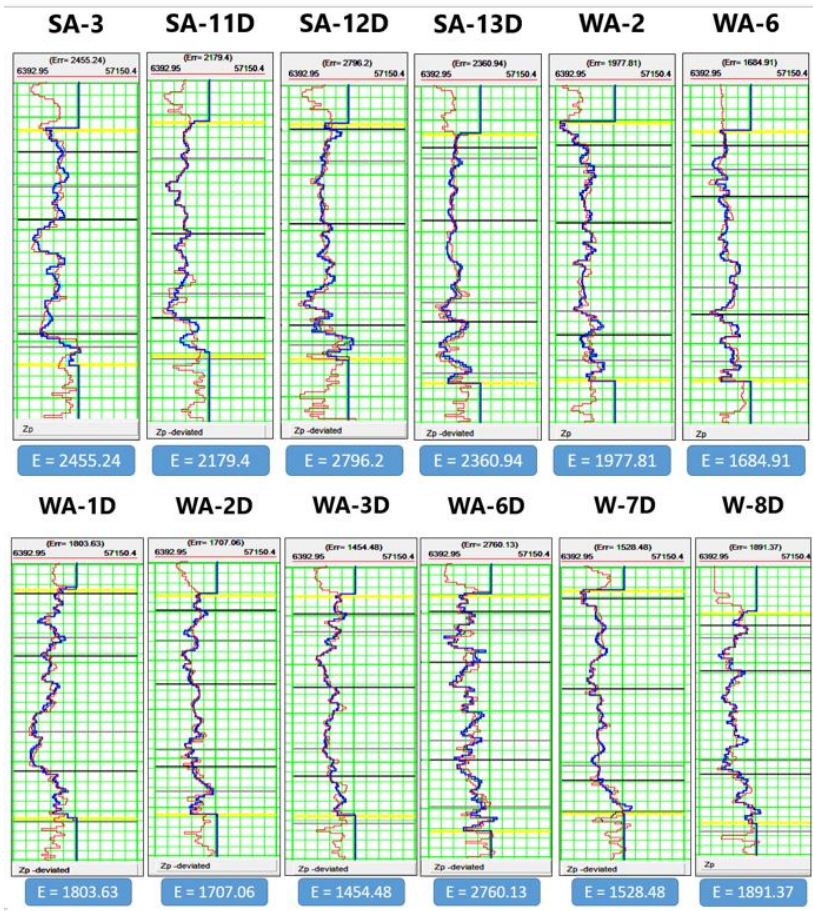 SA-3 SA-11D SA-12D SA-13D WA-2 WA-6
(Err= 2455.24) (Err= 2179.4) (Err= 2796.2) (Err= 2360.94) (Err= 1977.81) (Err= 1684.91)
6392.95 57150.4 6392.95 57150.4 6392.95 57150.4 6392.95 57150.4 6392.95 57150.4 6392.95 57150.4
Zp Zp -deviated Zp -deviated Zp -deviated Zp Zp
E = 2455.24 E = 2179.4 E = 2796.2 E = 2360.94 E = 1977.81 E = 1684.91
WA-1D WA-2D WA-3D WA-6D W-7D W-8D
(Err= 1803.63) (Err= 1707.06) (Err= 1454.48) (Err= 2760.13) (Err= 1528.48) (Err= 1891.37)
6392.95 57150.4 6392.95 57150.4 6392.95 57150.4 6392.95 57150.4 6392.95 57150.4 6392.95 57150.4
Zp -deviated Zp -deviated Zp -deviated Zp -deviated Zp -deviated Zp
E = 1803.63 E = 1707.06 E = 1454.48 E = 2760.13 E = 1528.48 E = 1891.37